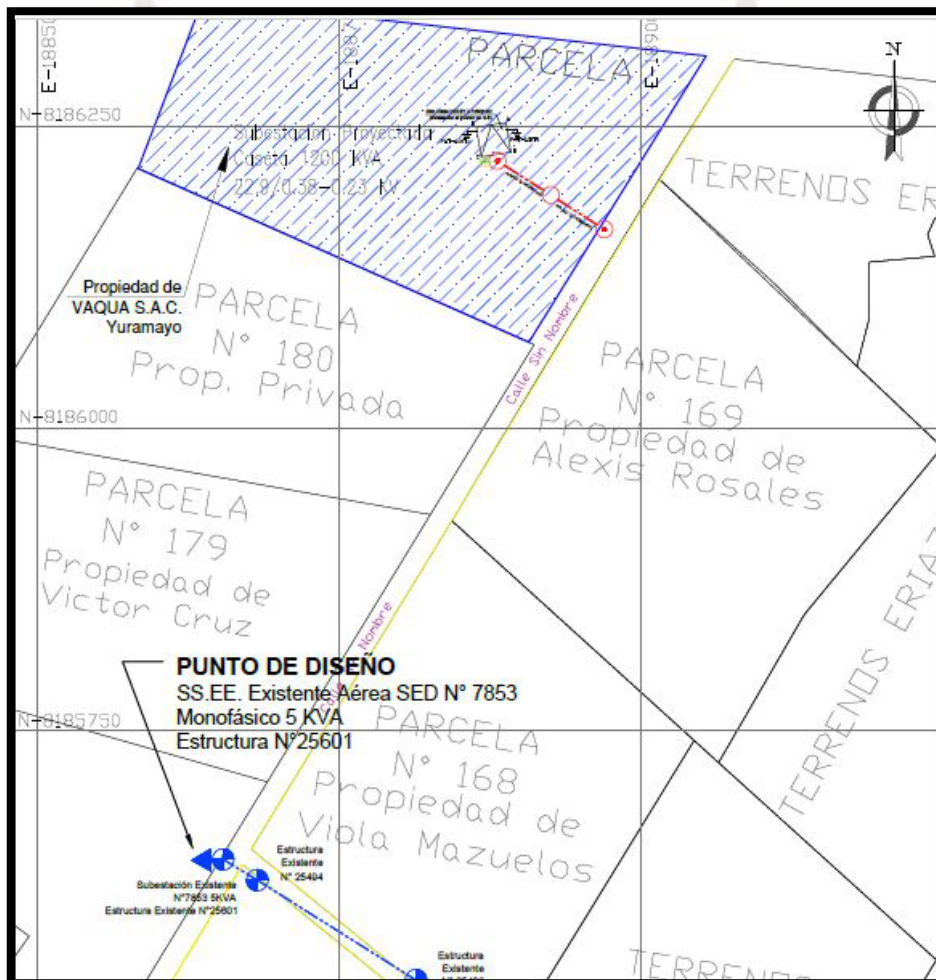 E-18850
E-1887
E-18900
N
N-8186250
PARCELA
Subestación Proyectada
Caseta 1200 KVA
22.9/0.38-0.23 KV
TERRENOS ER
Propiedad de
VAQUA S.A.C.
Yuramayo
PARCELA
N° 180
Prop. Privada
Calle Sin Nombre
PARCELA
N° 169
Propiedad de
Alexis Rosales
N-8186000
PARCELA
N° 179
Propiedad de
Victor Cruz
TERRENOS ERIAZ
Calle Nombre
PUNTO DE DISEÑO
SS.EE. Existente Aérea SED N° 7853
Monofásico 5 KVA
Estructura N°25601
N-8185750
PARCELA
N° 168
Propiedad de
Viola Mazuelos
Estructura
Existente
N° 25494
Subestación Existente
N°7853 5KVA
Estructura Existente N°25601
Estructura
Existente
TERRENOS